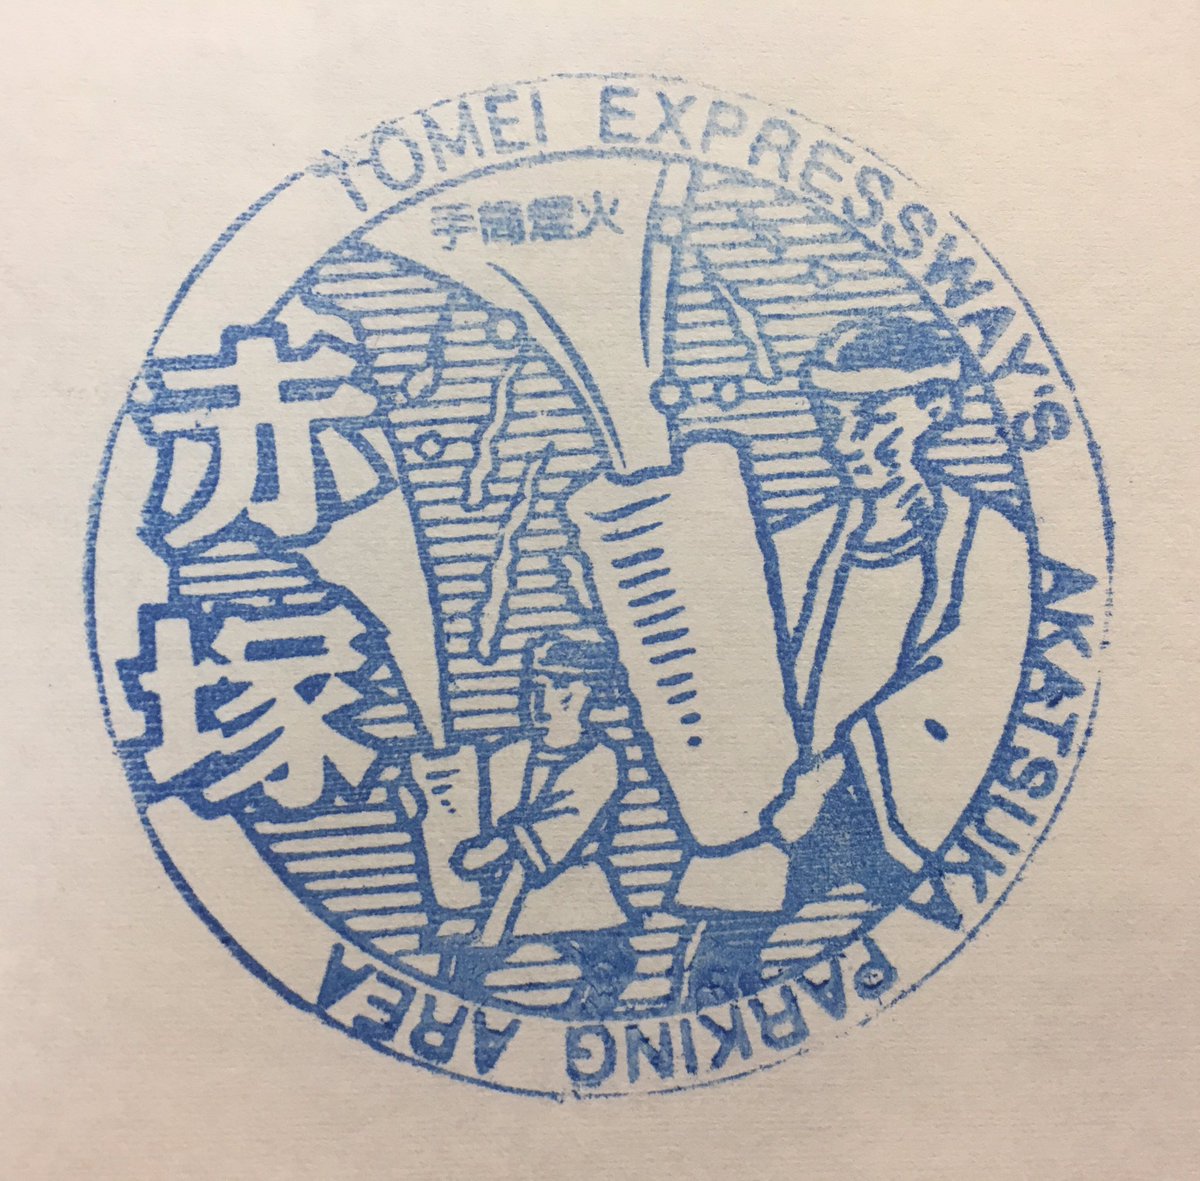 TOMEI EXPRESSWAY'S AKATSUKA PARKING AREA
手筒煙火
赤塚